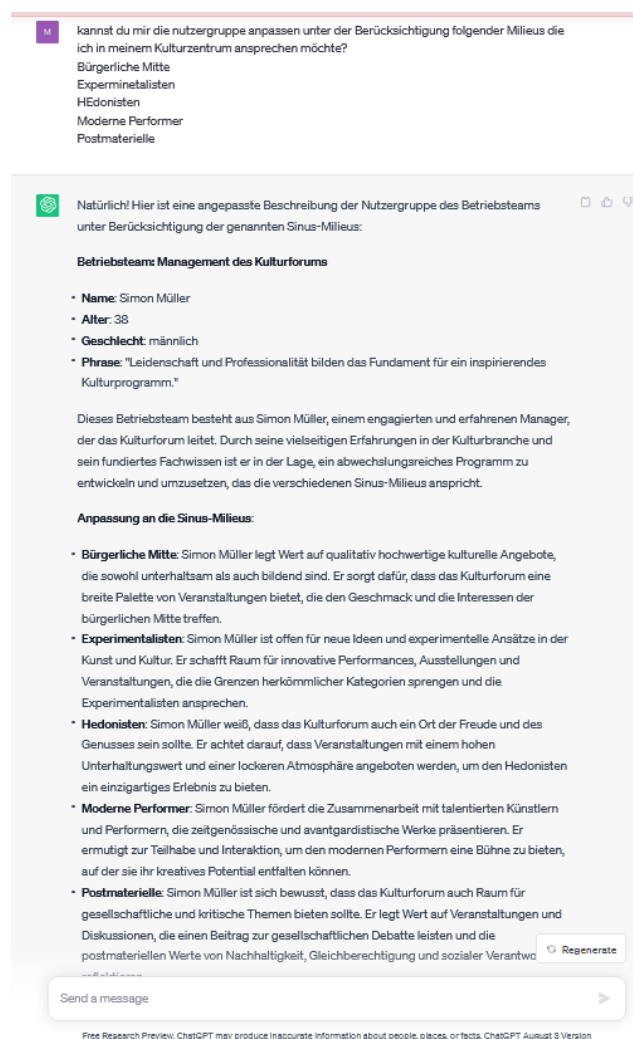 M
kannst du mir die nutzergruppe anpassen unter der Berücksichtigung folgender Milieus die
ich in meinem Kulturzentrum ansprechen möchte?
Bürgerliche Mitte
Experminetalisten
HEdonisten
Moderne Performer
Postmaterielle
Natürlich! Hier ist eine angepasste Beschreibung der Nutzergruppe des Betriebsteams
unter Berücksichtigung der genannten Sinus-Milieus:
Betriebsteam: Management des Kulturforums
• Name: Simon Müller
• Alter: 38
• Geschlecht: männlich
• Phrase: "Leidenschaft und Professionalität bilden das Fundament für ein inspirierendes
Kulturprogramm."
Dieses Betriebsteam besteht aus Simon Müller, einem engagierten und erfahrenen Manager,
der das Kulturforum leitet. Durch seine vielseitigen Erfahrungen in der Kulturbranche und
sein fundiertes Fachwissen ist er in der Lage, ein abwechslungsreiches Programm zu
entwickeln und umzusetzen, das die verschiedenen Sinus-Milieus anspricht.
Anpassung an die Sinus-Milieus:
• Bürgerliche Mitte: Simon Müller legt Wert auf qualitativ hochwertige kulturelle Angebote,
die sowohl unterhaltsam als auch bildend sind. Er sorgt dafür, dass das Kulturforum eine
breite Palette von Veranstaltungen bietet, die den Geschmack und die Interessen der
bürgerlichen Mitte treffen.
• Experimentalisten: Simon Müller ist offen für neue Ideen und experimentelle Ansätze in der
Kunst und Kultur. Er schafft Raum für innovative Performances, Ausstellungen und
Veranstaltungen, die die Grenzen herkömmlicher Kategorien sprengen und die
Experimentalisten ansprechen.
• Hedonisten: Simon Müller weiß, dass das Kulturforum auch ein Ort der Freude und des
Genusses sein sollte. Er achtet darauf, dass Veranstaltungen mit einem hohen
Unterhaltungswert und einer lockeren Atmosphäre angeboten werden, um den Hedonisten
ein einzigartiges Erlebnis zu bieten.
• Moderne Performer: Simon Müller fördert die Zusammenarbeit mit talentierten Künstlern
und Performern, die zeitgenössische und avantgardistische Werke präsentieren. Er
ermutigt zur Teilhabe und Interaktion, um den modernen Performern eine Bühne zu bieten,
auf der sie ihr kreatives Potential entfalten können.
• Postmaterielle: Simon Müller ist sich bewusst, dass das Kulturforum auch Raum für
gesellschaftliche und kritische Themen bieten sollte. Er legt Wert auf Veranstaltungen und
Diskussionen, die einen Beitrag zur gesellschaftlichen Debatte leisten und die
postmateriellen Werte von Nachhaltigkeit, Gleichberechtigung und sozialer Verantwo
Regenerate
Send a message
Free Research Preview. ChatGPT may produce inaccurate information about people, places, or facts. ChatGPT August 3 Version